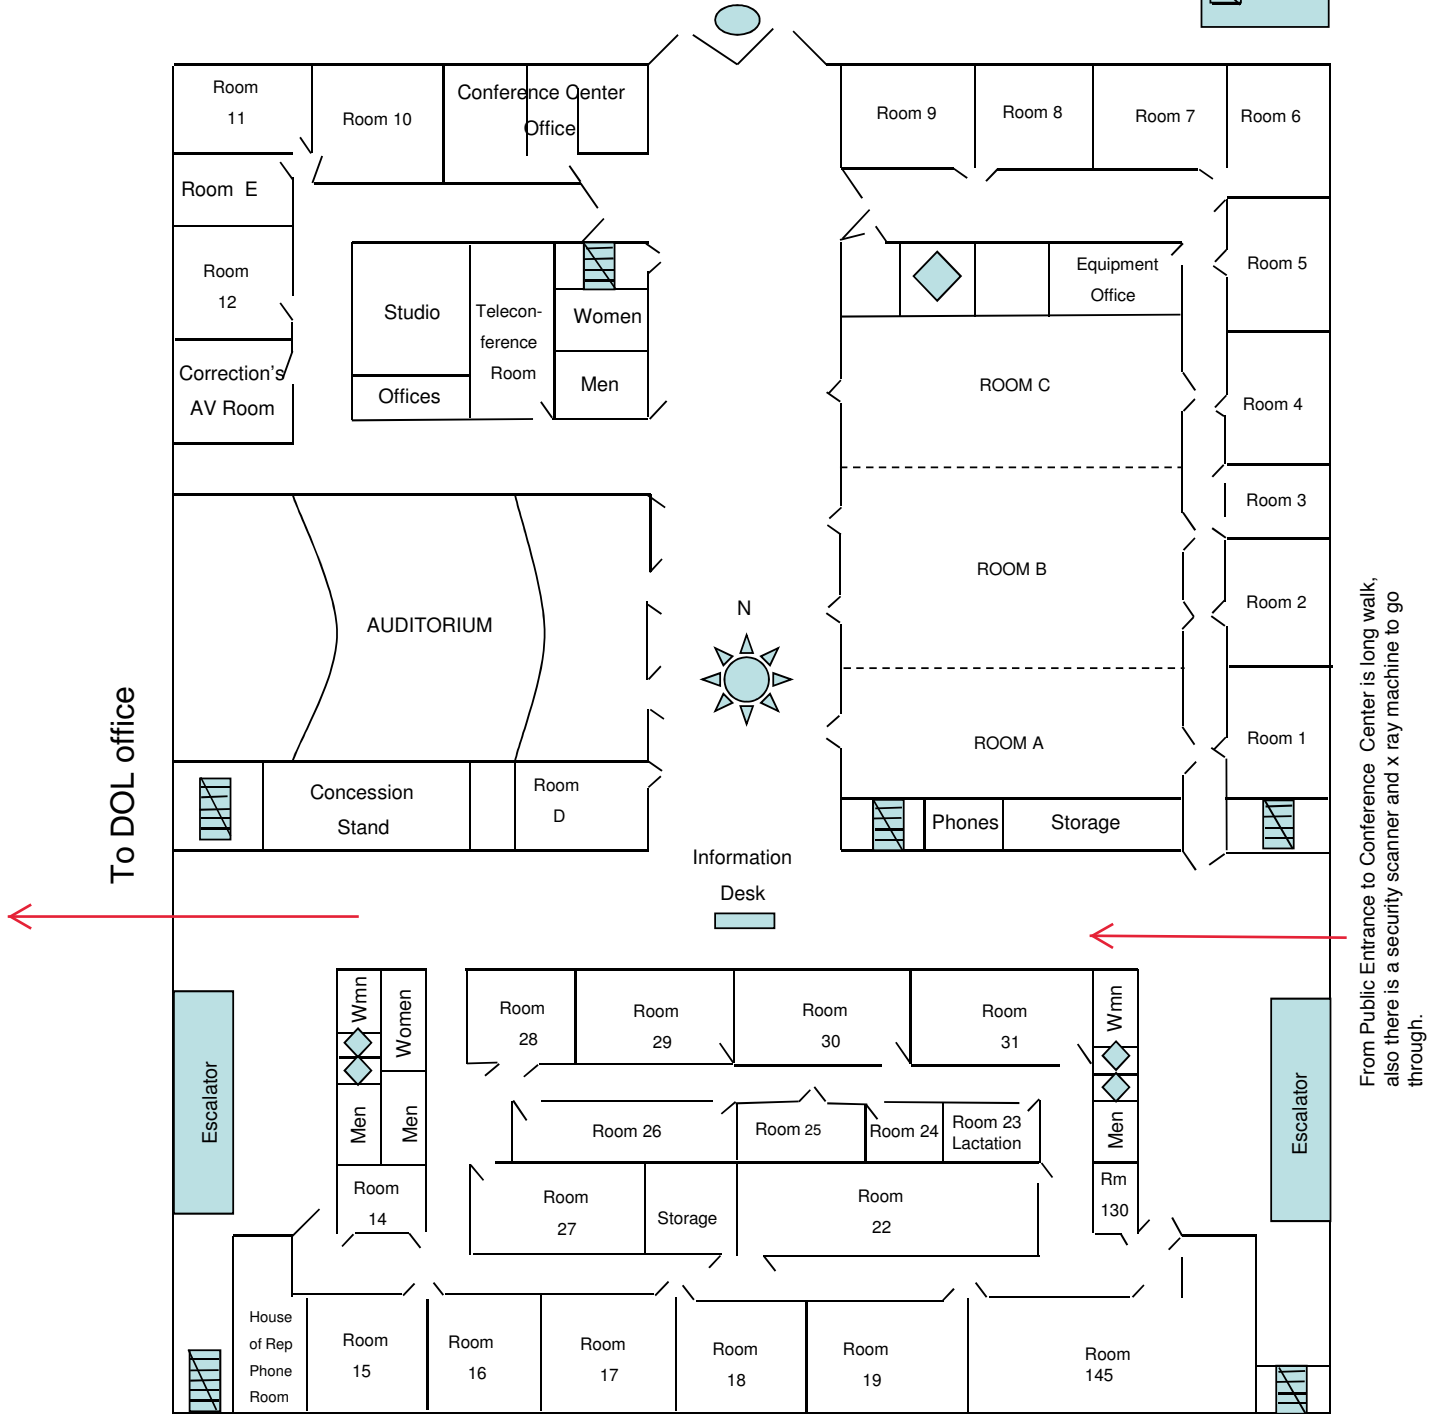 Room
11
Room 10
Conference Center
Office
Room 9
Room 8
Room 7
Room 6
Room  E
Room
12
Correction's
AV Room
Studio
Offices
Telecon-
ference
Room
Women
Men
Equipment
Office
Room 5
ROOM C
Room 4
Room 3
ROOM B
Room 2
AUDITORIUM
N
ROOM A
Room 1
Concession
Stand
Room
D
Phones
Storage
To DOL office
Information
Desk
From Public Entrance to Conference  Center is long walk,
also there is a security scanner and x ray machine to go
through.
Escalator
Wmn
Women
Men
Men
Room
14
Room
28
Room
29
Room
30
Room
31
Wmn
Men
Rm
130
Escalator
Room 26
Room 25
Room 24
Room 23
Lactation
Room
27
Storage
Room
22
House
of Rep
Phone
Room
Room
15
Room
16
Room
17
Room
18
Room
19
Room
145